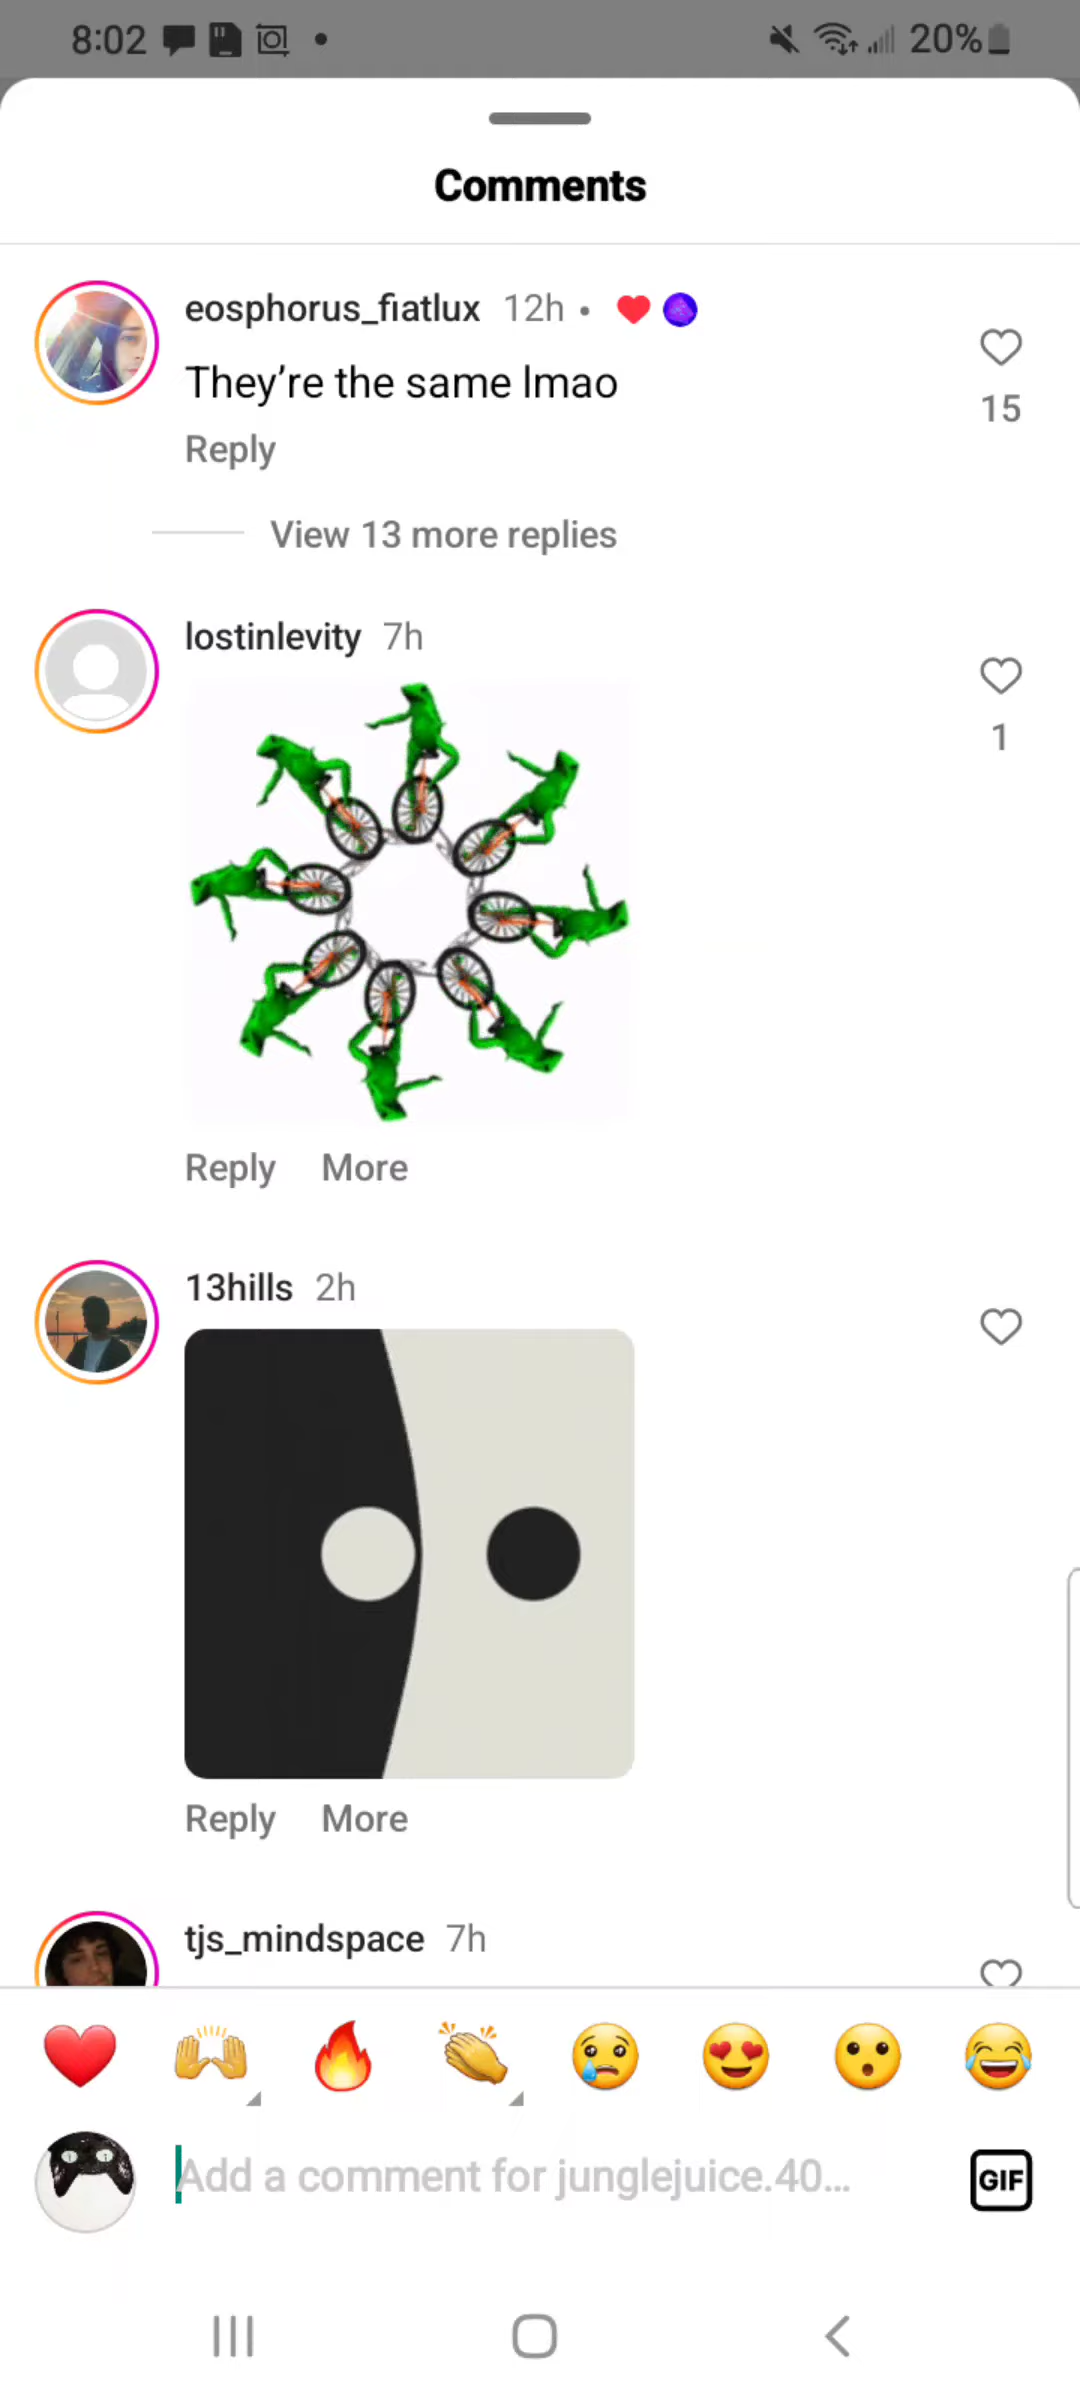 8:02
20%
Comments
eosphorus_fiatlux 12h •
They’re the same lmao
15
Reply
View 13 more replies
lostinlevity 7h
1
Reply More
13hills 2h
Reply More
tjs_mindspace 7h
Add a comment for junglejuice.40...
GIF